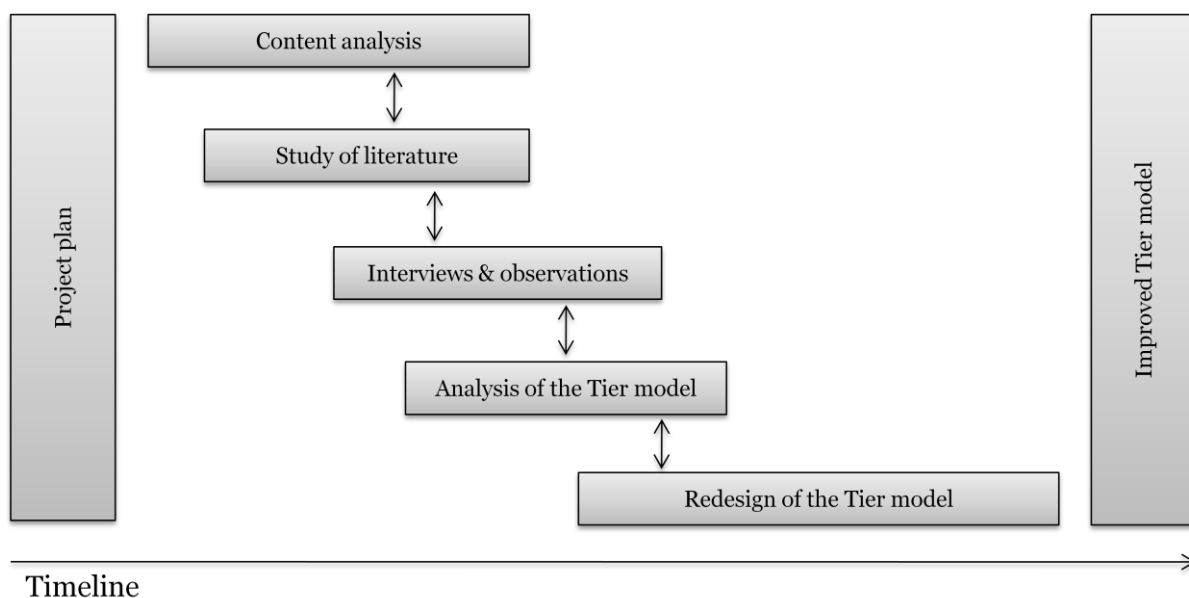 Project plan
Content analysis
Study of literature
Interviews & observations
Analysis of the Tier model
Redesign of the Tier model
Improved Tier model
Timeline